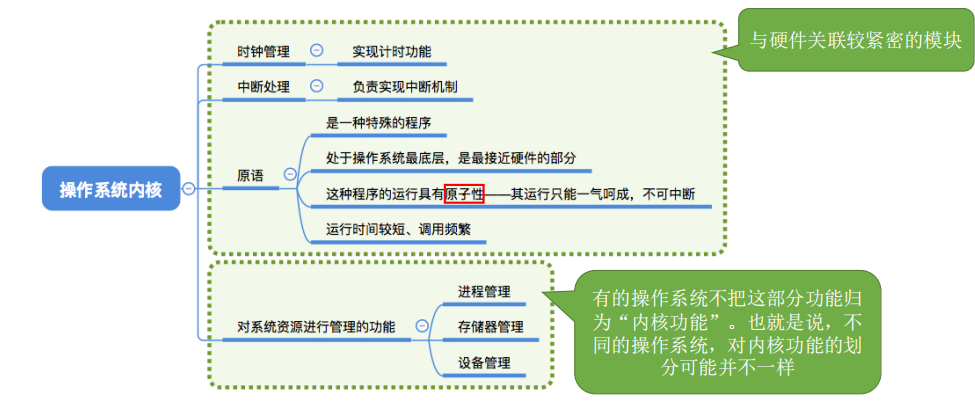 与硬件关联较紧密的模块
时钟管理
实现计时功能
中断处理
负责实现中断机制
是一种特殊的程序
处于操作系统最底层，是最接近硬件的部分
原语
这种程序的运行具有原子性——其运行只能一气呵成，不可中断
运行时间较短、调用频繁
操作系统内核
进程管理
对系统资源进行管理的功能
存储器管理
设备管理
有的操作系统不把这部分功能归
为“内核功能”。也就是说，不
同的操作系统，对内核功能的划
分可能并不一样